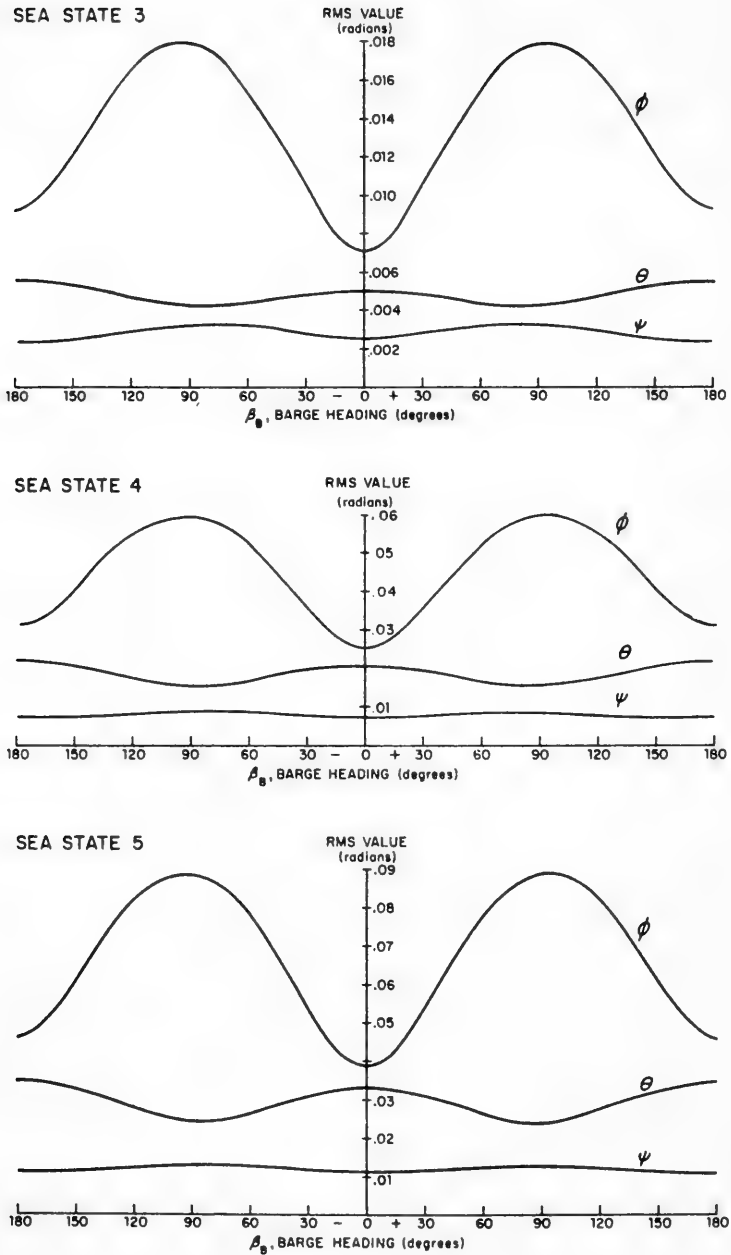 SEA STATE 3
RMS VALUE
(radians)
.018
.016
.014
.012
.010
.006
.004
.002
ϕ
θ
ψ
180 150 120 90 60 30 – 0 + 30 60 90 120 150 180
β_B, BARGE HEADING (degrees)
SEA STATE 4
RMS VALUE
(radians)
.06
.05
.04
.03
.01
ϕ
θ
ψ
180 150 120 90 60 30 – 0 + 30 60 90 120 150 180
β_B, BARGE HEADING (degrees)
SEA STATE 5
RMS VALUE
(radians)
.09
.08
.07
.06
.05
.03
.02
.01
ϕ
θ
ψ
180 150 120 90 60 30 – 0 + 30 60 90 120 150 180
β_B, BARGE HEADING (degrees)